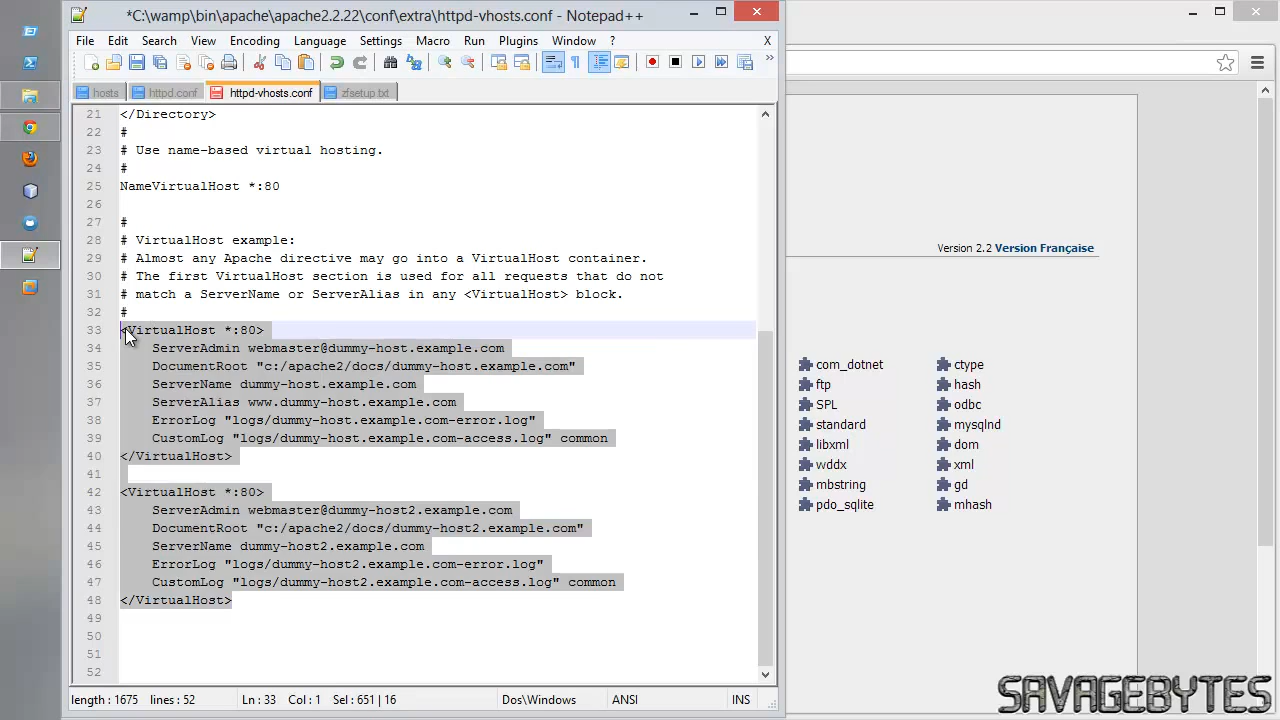 *C:\wamp\bin\apache\apache2.2.22\conf\extra\httpd-vhosts.conf - Notepad++
File Edit Search View Encoding Language Settings Macro Run Plugins Window ? X
hosts httpd.conf httpd-vhosts.conf zfsetup.txt
21 </Directory>
22 #
23 # Use name-based virtual hosting.
24 #
25 NameVirtualHost *:80
26
27 #
28 # VirtualHost example:
29 # Almost any Apache directive may go into a VirtualHost container.
30 # The first VirtualHost section is used for all requests that do not
31 # match a ServerName or ServerAlias in any <VirtualHost> block.
32 #
33 <VirtualHost *:80>
34 ServerAdmin webmaster@dummy-host.example.com
35 DocumentRoot "c:/apache2/docs/dummy-host.example.com"
36 ServerName dummy-host.example.com
37 ServerAlias www.dummy-host.example.com
38 ErrorLog "logs/dummy-host.example.com-error.log"
39 CustomLog "logs/dummy-host.example.com-access.log" common
40 </VirtualHost>
41
42 <VirtualHost *:80>
43 ServerAdmin webmaster@dummy-host2.example.com
44 DocumentRoot "c:/apache2/docs/dummy-host2.example.com"
45 ServerName dummy-host2.example.com
46 ErrorLog "logs/dummy-host2.example.com-error.log"
47 CustomLog "logs/dummy-host2.example.com-access.log" common
48 </VirtualHost>
49
50
51
52
length : 1675 lines : 52 Ln : 33 Col : 1 Sel : 651 | 16 Dos\Windows ANSI INS
Version 2.2 Version Française
com_dotnet ctype
ftp hash
SPL odbc
standard mysqlnd
libxml dom
wddx xml
mbstring gd
pdo_sqlite mhash
SAVAGEBYTES